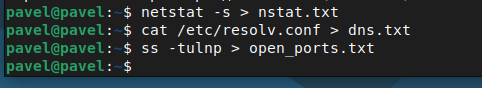 pavel@pavel:~$ netstat -s > nstat.txt
pavel@pavel:~$ cat /etc/resolv.conf > dns.txt
pavel@pavel:~$ ss -tulnp > open_ports.txt
pavel@pavel:~$